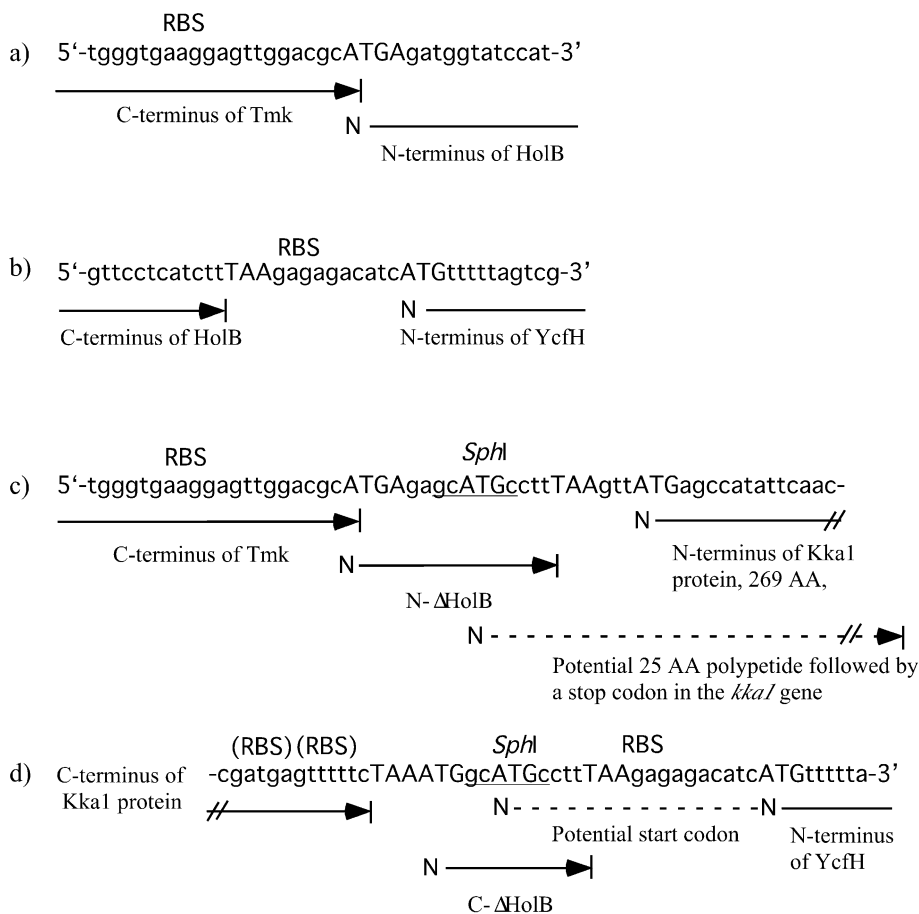 RBS
a) 5‘-tgggtgaaggagttggacgcATGAgatggtatccat-3’
C-terminus of Tmk
N
N-terminus of HolB
RBS
b) 5‘-gttcctcatcttTAAgagagacatcATGtttttagtcg-3’
N
C-terminus of HolB
N-terminus of YcfH
RBS
SphI
c) 5‘-tgggtgaaggagttggacgcATGAgagcATGccttTAAgttATGagccatattcaac-
N
C-terminus of Tmk
N-terminus of Kka1
protein, 269 AA,
N
N- ΔHolB
N
Potential 25 AA polypetide followed by
a stop codon in the kka1 gene
(RBS) (RBS)
SphI
RBS
d) C-terminus of
Kka1 protein
-cgatgagtttttcTAAATGgcATGccttTAAgagagacatcATGttttta-3’
N
N
Potential start codon
N-terminus
of YcfH
N
C- ΔHolB